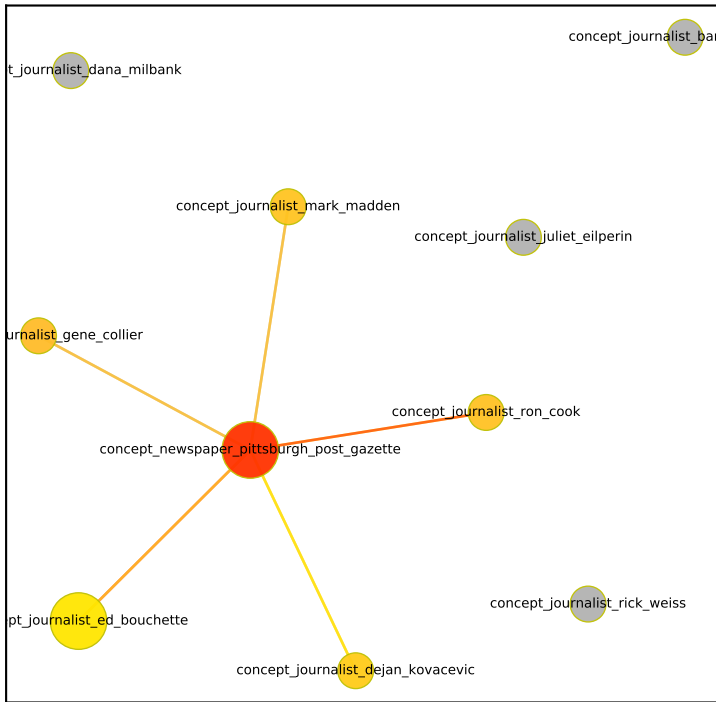 concept_journalist_bar
t_journalist_dana_milbank
concept_journalist_mark_madden
concept_journalist_juliet_eilperin
urnalist_gene_collier
concept_journalist_ron_cook
concept_newspaper_pittsburgh_post_gazette
concept_journalist_rick_weiss
pt_journalist_ed_bouchette
concept_journalist_dejan_kovacevic